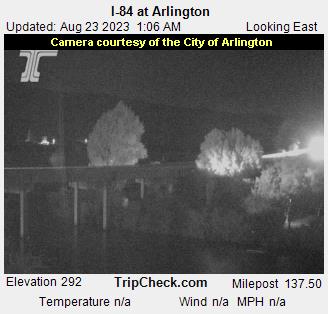 I-84 at Arlington
Updated: Aug 23 2023 1:06 AM Looking East
Camera courtesy of the City of Arlington
Elevation 292 TripCheck.com Milepost 137.50
Temperature n/a Wind n/a MPH n/a